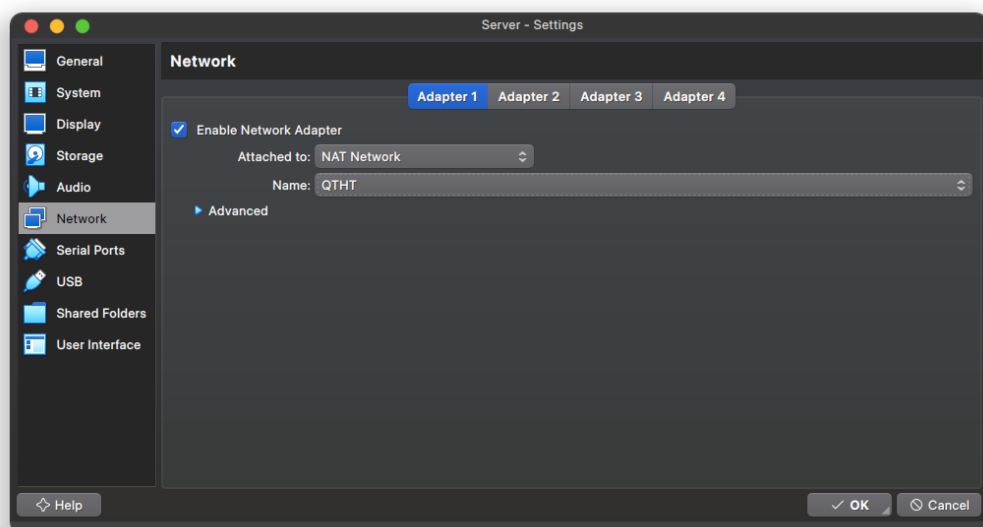 Server - Settings
General
System
Display
Storage
Audio
Network
Serial Ports
USB
Shared Folders
User Interface
Network
Adapter 1 Adapter 2 Adapter 3 Adapter 4
Enable Network Adapter
Attached to: NAT Network
Name: QTHT
Advanced
Help
OK Cancel